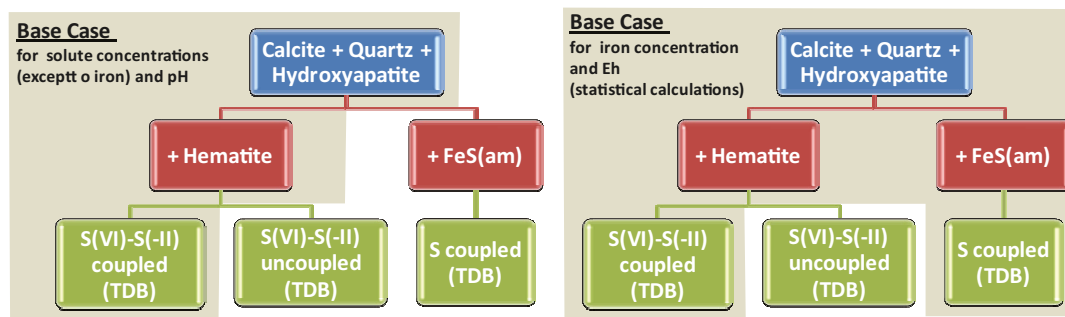 Base Case
for solute concentrations
(exceptt o iron) and pH
Calcite + Quartz +
Hydroxyapatite
+ Hematite
+ FeS(am)
S(VI)-S(-II)
coupled
(TDB)
S(VI)-S(-II)
uncoupled
(TDB)
S coupled
(TDB)
Base Case
for iron concentration
and Eh
(statistical calculations)
Calcite + Quartz +
Hydroxyapatite
+ Hematite
+ FeS(am)
S(VI)-S(-II)
coupled
(TDB)
S(VI)-S(-II)
uncoupled
(TDB)
S coupled
(TDB)